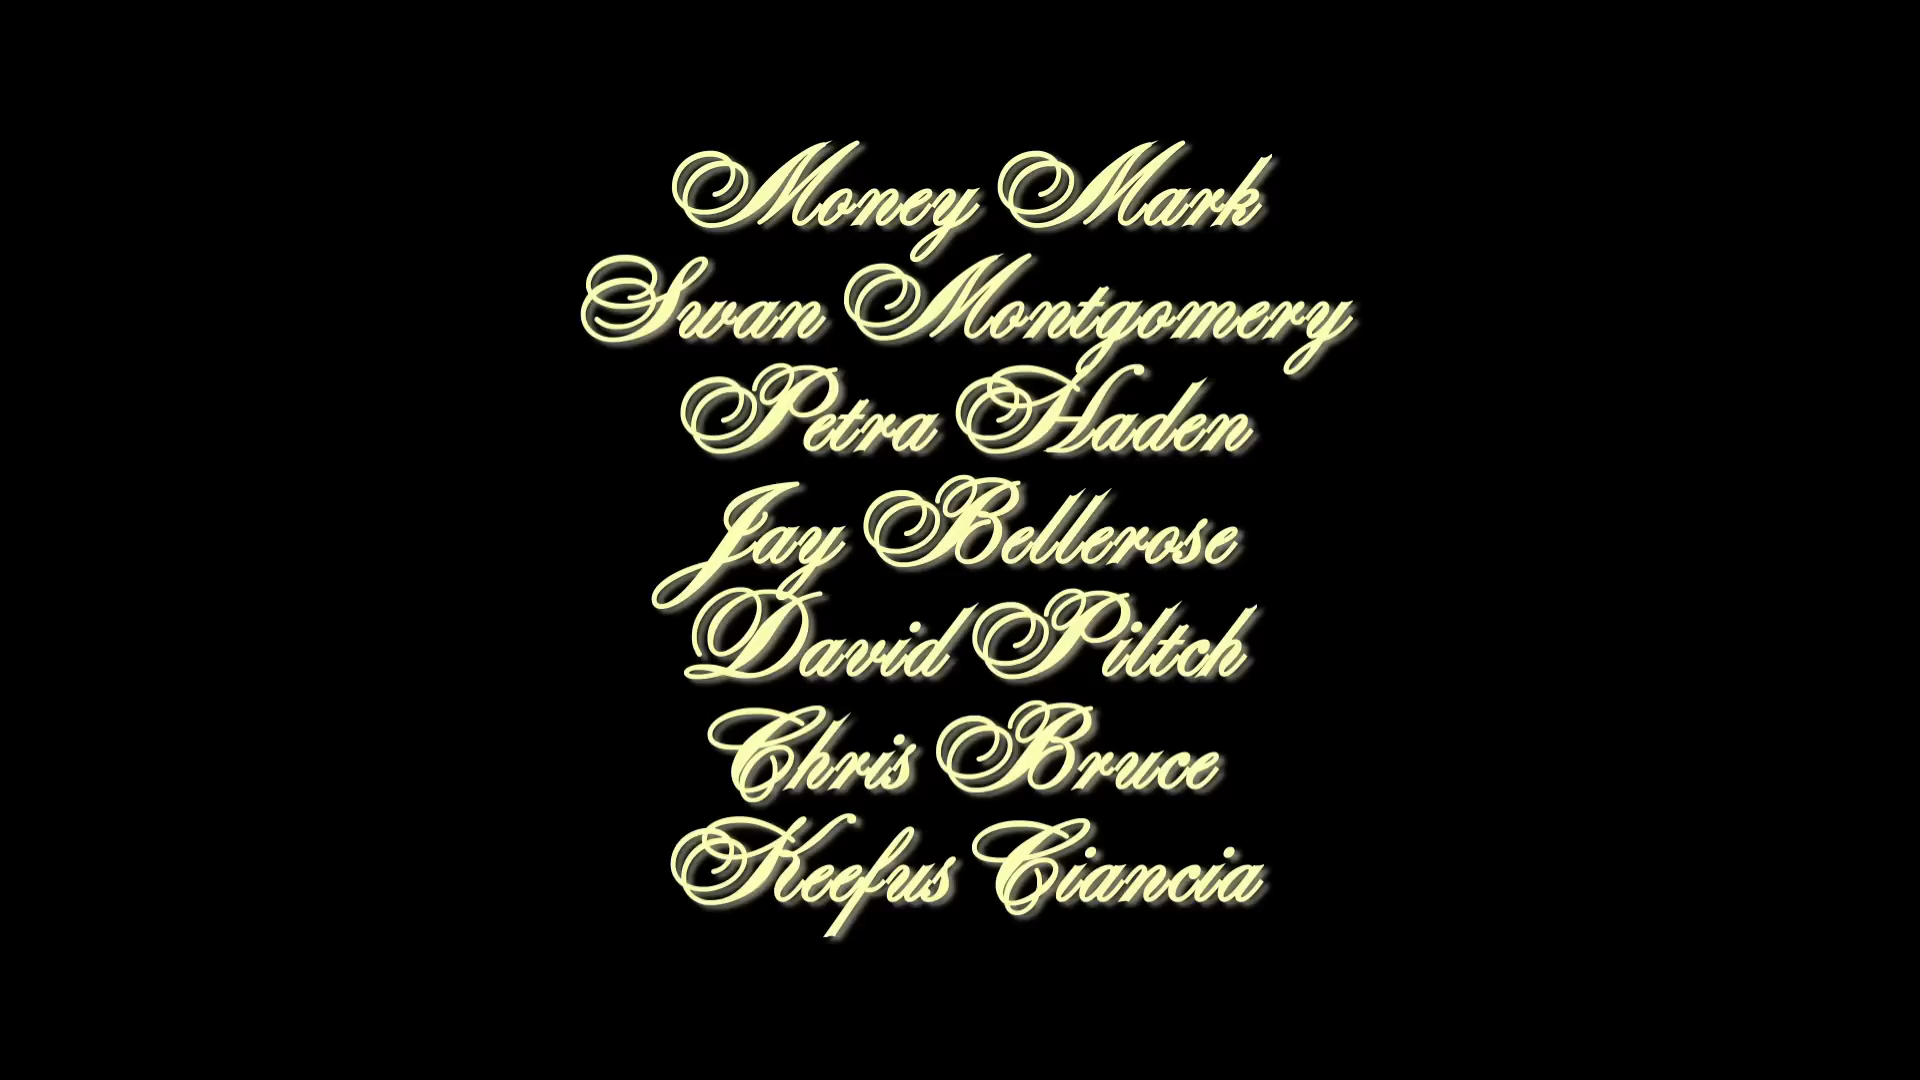 Money Mark
Swan Montgomery
Petra Haden
Jay Bellerose
David Piltch
Chris Bruce
Keefus Ciancia